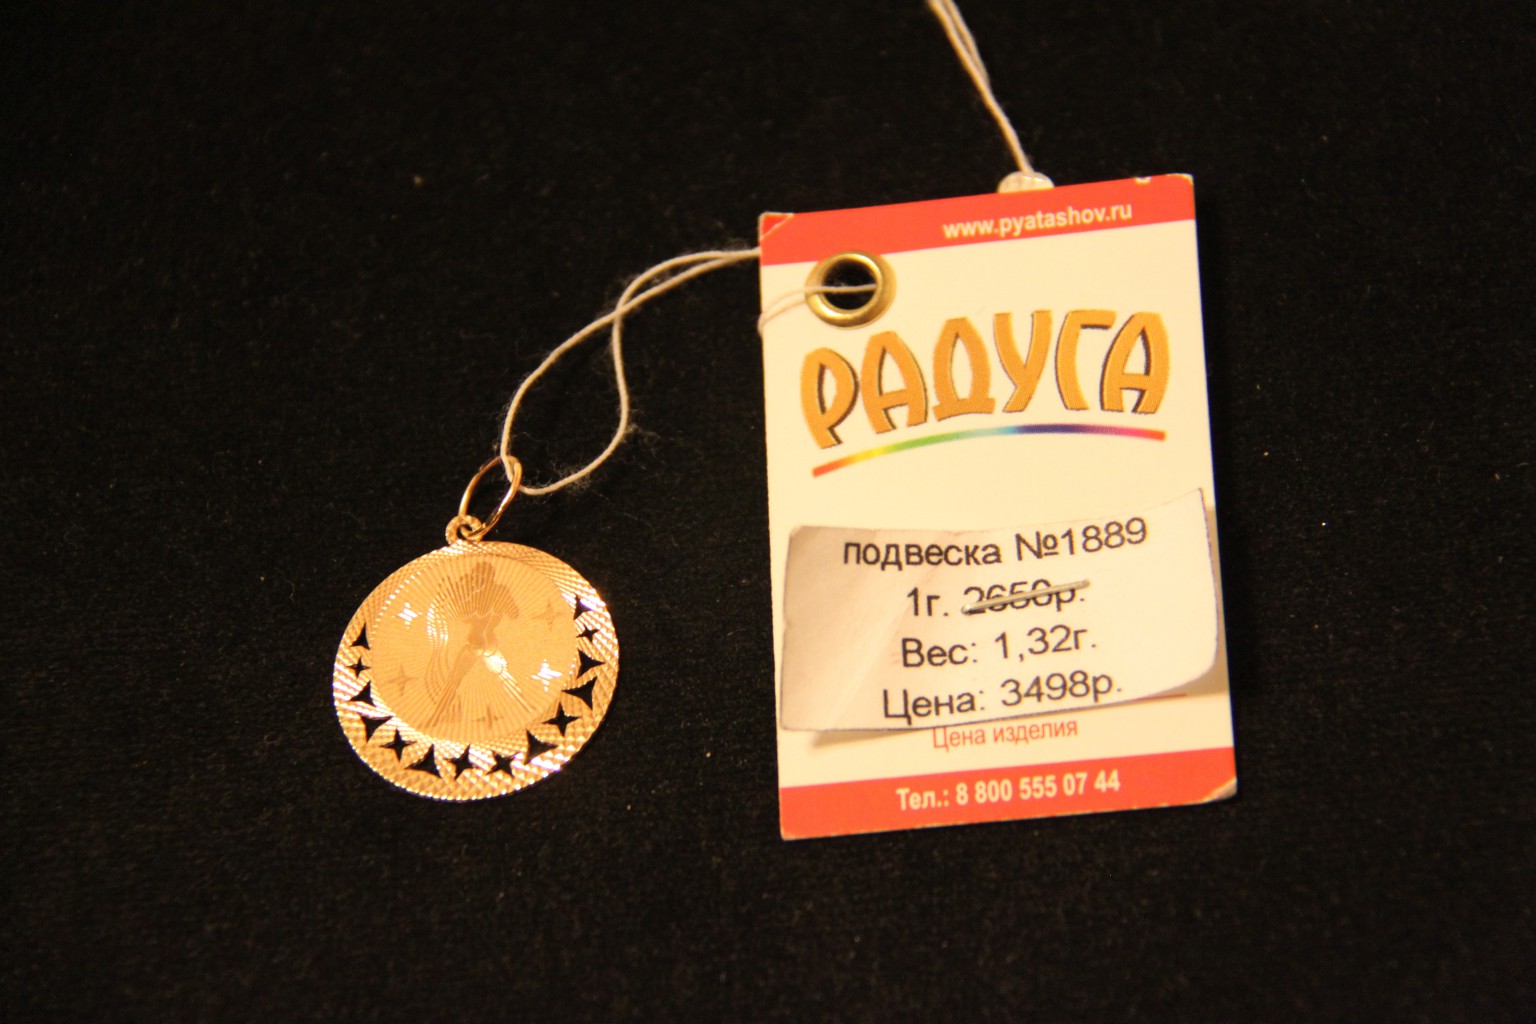 www.pyatashov.ru
РАДУГА
подвеска №1889
1г. 2650р.
Вес: 1,32г.
Цена: 3498р.
Цена изделия
Тел.: 8 800 555 07 44